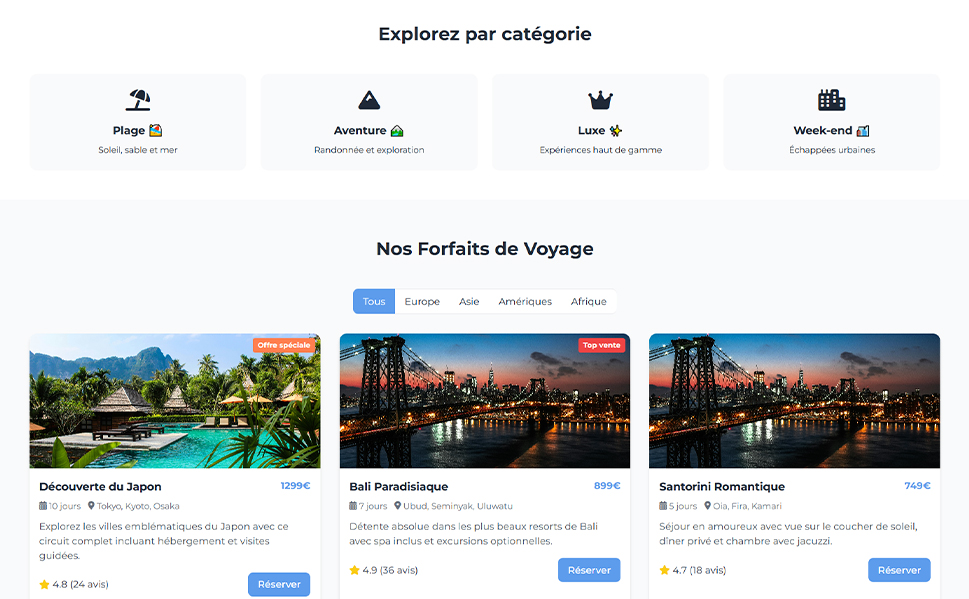 Explorez par catégorie
Plage 🏖️
Aventure 🏕️
Luxe ✨
Week-end 🏙️
Soleil, sable et mer
Randonnée et exploration
Expériences haut de gamme
Échappées urbaines
Nos Forfaits de Voyage
Tous Europe Asie Amériques Afrique
Offre spéciale
Top vente
Découverte du Japon 1299€
10 jours Tokyo, Kyoto, Osaka
Explorez les villes emblématiques du Japon avec ce
circuit complet incluant hébergement et visites
guidées.
4.8 (24 avis) Réserver
Bali Paradisiaque 899€
7 jours Ubud, Seminyak, Uluwatu
Détente absolue dans les plus beaux resorts de Bali
avec spa inclus et excursions optionnelles.
4.9 (36 avis) Réserver
Santorini Romantique 749€
5 jours Oia, Fira, Kamari
Séjour en amoureux avec vue sur le coucher de soleil,
dîner privé et chambre avec jacuzzi.
4.7 (18 avis) Réserver